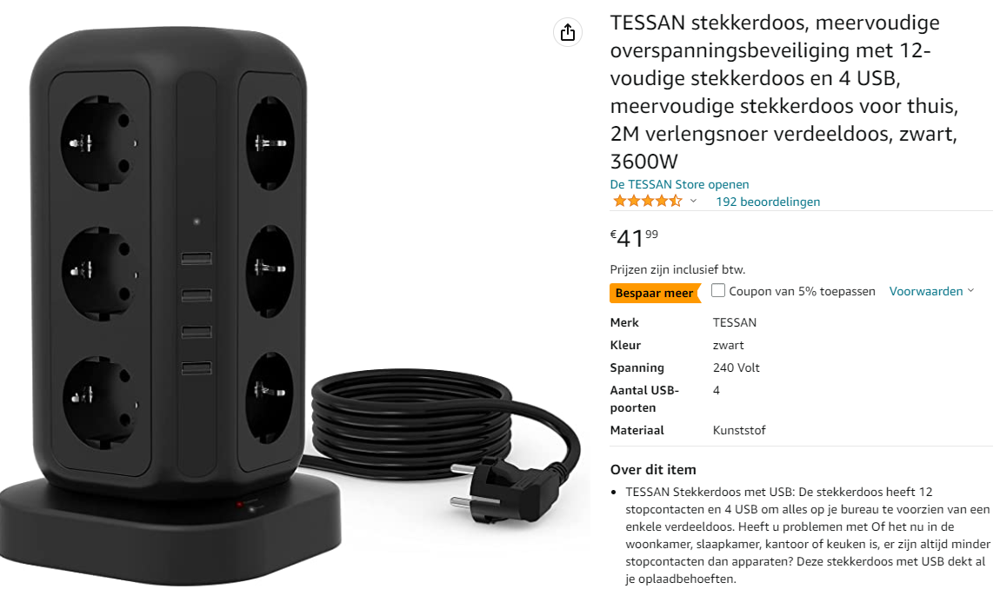 TESSAN stekkerdoos, meervoudige
overspanningsbeveiliging met 12-
voudige stekkerdoos en 4 USB,
meervoudige stekkerdoos voor thuis,
2M verlengsnoer verdeeldoos, zwart,
3600W
De TESSAN Store openen
192 beoordelingen
€41 99
Prijzen zijn inclusief btw.
Bespaar meer Coupon van 5% toepassen Voorwaarden
Merk TESSAN
Kleur zwart
Spanning 240 Volt
Aantal USB- 4
poorten
Materiaal Kunststof
Over dit item
• TESSAN Stekkerdoos met USB: De stekkerdoos heeft 12
stopcontacten en 4 USB om alles op je bureau te voorzien van een
enkele verdeeldoos. Heeft u problemen met Of het nu in de
woonkamer, slaapkamer, kantoor of keuken is, er zijn altijd minder
stopcontacten dan apparaten? Deze stekkerdoos met USB dekt al
je oplaadbehoeften.